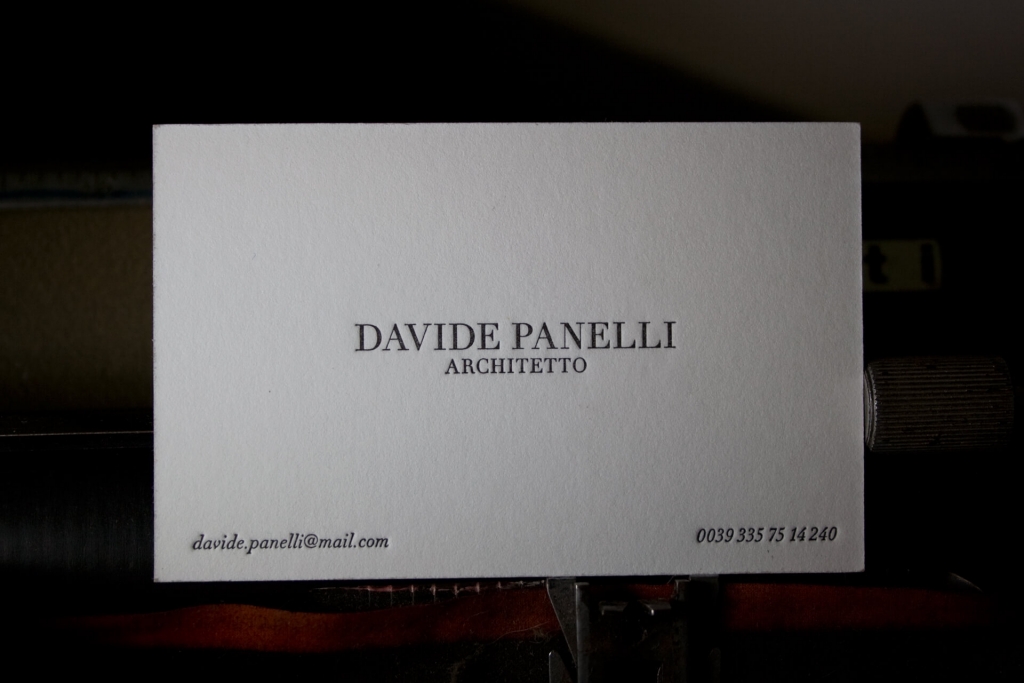 DAVIDE PANELLI
ARCHITETTO
davide.panelli@mail.com
0039 335 75 14 240